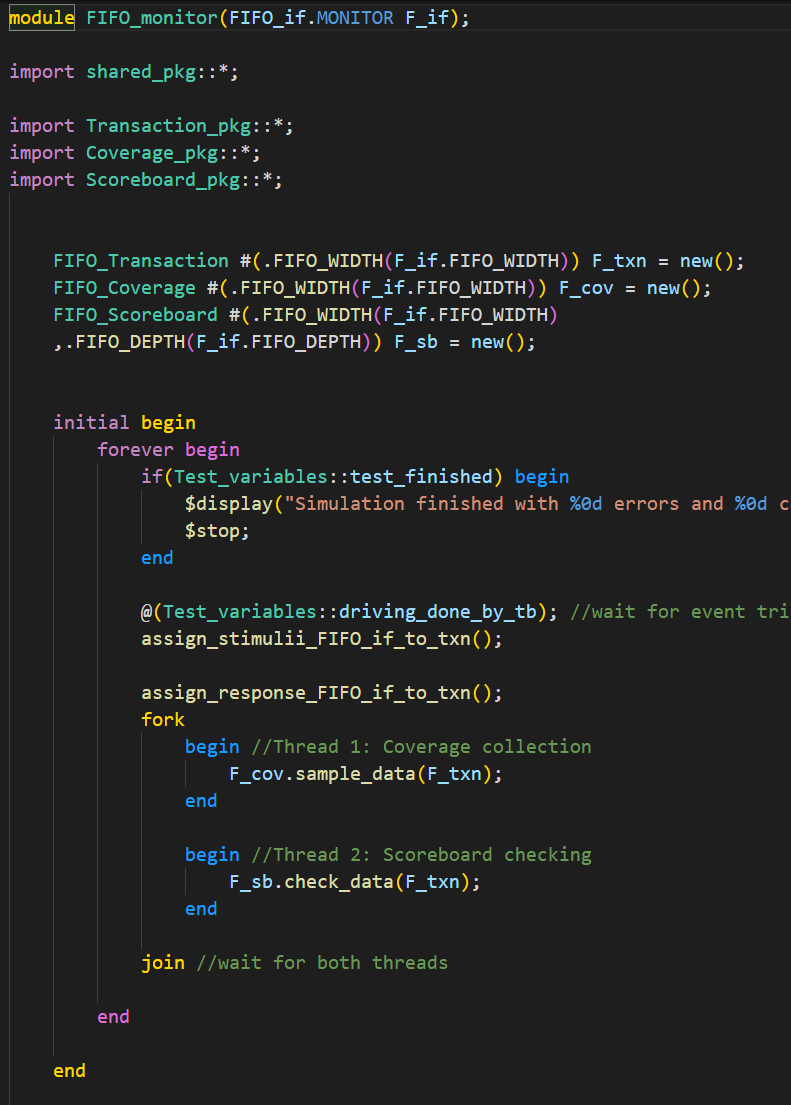 module FIFO_monitor(FIFO_if.MONITOR F_if);
import shared_pkg::*;
import Transaction_pkg::*;
import Coverage_pkg::*;
import Scoreboard_pkg::*;
FIFO_Transaction #(.FIFO_WIDTH(F_if.FIFO_WIDTH)) F_txn = new();
FIFO_Coverage #(.FIFO_WIDTH(F_if.FIFO_WIDTH)) F_cov = new();
FIFO_Scoreboard #(.FIFO_WIDTH(F_if.FIFO_WIDTH)
,.FIFO_DEPTH(F_if.FIFO_DEPTH)) F_sb = new();
initial begin
forever begin
if(Test_variables::test_finished) begin
$display("Simulation finished with %0d errors and %0d c
$stop;
end
@(Test_variables::driving_done_by_tb); //wait for event tri
assign_stimulii_FIFO_if_to_txn();
assign_response_FIFO_if_to_txn();
fork
begin //Thread 1: Coverage collection
F_cov.sample_data(F_txn);
end
begin //Thread 2: Scoreboard checking
F_sb.check_data(F_txn);
end
join //wait for both threads
end
end